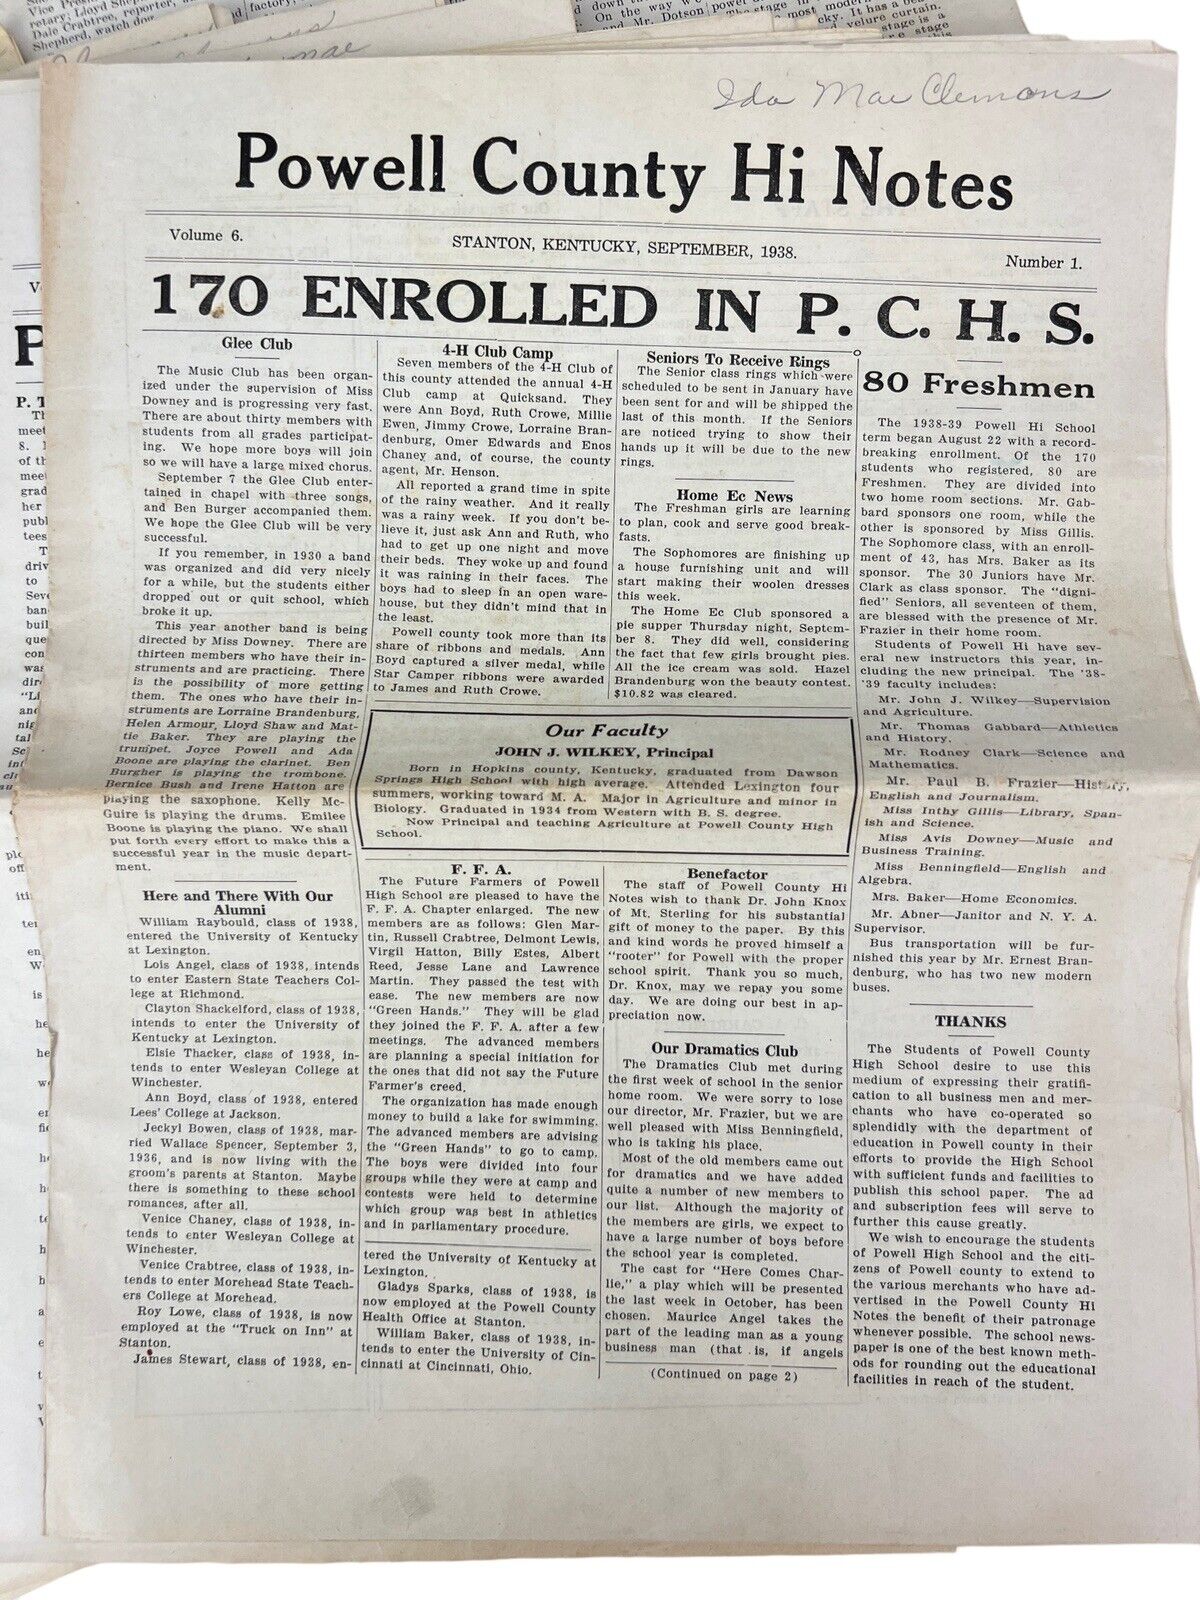 Vice Pres
retary, Lloyd Sheph
Dale Crabtree, reporter, and
Shepherd, watch dog.
factory,
down
On the way w
and Mr. Dotson
Ida Mae Clemons
Powell County Hi Notes
Volume 6.
STANTON, KENTUCKY, SEPTEMBER, 1938.
Number 1.
170 ENROLLED IN P. C. H. S.
Glee Club
The Music Club has been organ-
ized under the supervision of Miss
Downey and is progressing very fast.
There are about thirty members with
students from all grades participat-
ing. We hope more boys will join
so we will have a large mixed chorus.
September 7 the Glee Club enter-
tained in chapel with three songs,
and Ben Burger accompanied them.
We hope the Glee Club will be very
successful.
If you remember, in 1930 a band
was organized and did very nicely
for a while, but the students either
dropped out or quit school, which
broke it up.
This year another band is being
directed by Miss Downey. There are
thirteen members who have their in-
struments and are practicing. There
is the possibility of more getting
them. The ones who have their in-
struments are Lorraine Brandenburg,
Helen Armour, Lloyd Shaw and Mat-
tie Baker. They are playing the
trumpet. Joyce Powell and Ada
Boone are playing the clarinet. Ben
Burgher is playing the trombone.
Bernice Bush and Irene Hatton are
playing the saxophone. Kelly Mc-
Guire is playing the drums. Emilee
Boone is playing the piano. We shall
put forth every effort to make this a
successful year in the music depart-
ment.
Here and There With Our
Alumni
William Raybould, class of 1938,
entered the University of Kentucky
at Lexington.
Lois Angel, class of 1938, intends
to enter Eastern State Teachers Col-
lege at Richmond.
Clayton Shackelford, class of 1938,
intends to enter the University of
Kentucky at Lexington.
Elsie Thacker, class of 1938, in-
tends to enter Wesleyan College at
Winchester.
Ann Boyd, class of 1938, entered
Lees' College at Jackson.
Jeckyl Bowen, class of 1938, mar-
ried Wallace Spencer, September 3,
1936, and is now living with the
groom's parents at Stanton. Maybe
there is something to these school
romances, after all.
Venice Chaney, class of 1938, in-
tends to enter Wesleyan College at
Winchester.
Venice Crabtree, class of 1938, in-
tends to enter Morehead State Teach-
ers College at Morehead.
Roy Lowe, class of 1938, is now
employed at the "Truck on Inn" at
Stanton.
James Stewart, class of 1938, en-
4-H Club Camp
Seven members of the 4-H Club of
this county attended the annual 4-H
Club camp at Quicksand. They
were Ann Boyd, Ruth Crowe, Millie
Ewen, Jimmy Crowe, Lorraine Bran-
denburg, Omer Edwards and Enos
Chaney and, of course, the county
agent, Mr. Henson.
All reported a grand time in spite
of the rainy weather. And it really
was a rainy week. If you don't be-
lieve it, just ask Ann and Ruth, who
had to get up one night and move
their beds. They woke up and found
it was raining in their faces. The
boys had to sleep in an open ware-
house, but they didn't mind that in
the least.
Powell county took more than its
share of ribbons and medals. Ann
Boyd captured a silver medal, while
Star Camper ribbons were awarded
to James and Ruth Crowe.
Seniors To Receive Rings
The Senior class rings which were
scheduled to be sent in January have
been sent for and will be shipped the
last of this month. If the Seniors
are noticed trying to show their
hands up it will be due to the new
rings.
Home Ec News
The Freshman girls are learning
to plan, cook and serve good break-
fasts.
The Sophomores are finishing up
a house furnishing unit and will
start making their woolen dresses
this week.
The Home Ec Club sponsored a
pie supper Thursday night, Septem-
ber 8. They did well, considering
the fact that few girls brought pies.
All the ice cream was sold. Hazel
Brandenburg won the beauty contest.
$10.82 was cleared.
Our Faculty
JOHN J. WILKEY, Principal
Born in Hopkins county, Kentucky, graduated from Dawson
Springs High School with high average. Attended Lexington four
summers, working toward M. A. Major in Agriculture and minor in
Biology. Graduated in 1934 from Western with B. S. degree.
Now Principal and teaching Agriculture at Powell County High
School.
F. F. A.
The Future Farmers of Powell
High School are pleased to have the
F. F. A. Chapter enlarged. The new
members are as follows: Glen Mar-
tin, Russell Crabtree, Delmont Lewis,
Virgil Hatton, Billy Estes, Albert
Reed, Jesse Lane and Lawrence
Martin. They passed the test with
ease. The new members are now
"Green Hands." They will be glad
they joined the F. F. A. after a few
meetings. The advanced members
are planning a special initiation for
the ones that did not say the Future
Farmer's creed.
The organization has made enough
money to build a lake for swimming.
The advanced members are advising
the "Green Hands" to go to camp.
The boys were divided into four
groups while they were at camp and
contests were held to determine
which group was best in athletics
and in parliamentary procedure.
tered the University of Kentucky at
Lexington.
Gladys Sparks, class of 1938, is
now employed at the Powell County
Health Office at Stanton.
William Baker, class of 1938, in-
tends to enter the University of Cin-
cinnati at Cincinnati, Ohio.
Benefactor
The staff of Powell County Hi
Notes wish to thank Dr. John Knox
of Mt. Sterling for his substantial
gift of money to the paper. By this
and kind words he proved himself a
"rooter" for Powell with the proper
school spirit. Thank you so much,
Dr. Knox, may we repay you some
day. We are doing our best in ap-
preciation now.
Our Dramatics Club
The Dramatics Club met during
the first week of school in the senior
home room. We were sorry to lose
our director, Mr. Frazier, but we are
well pleased with Miss Benningfield,
who is taking his place.
Most of the old members came out
for dramatics and we have added
quite a number of new members to
our list. Although the majority of
the members are girls, we expect to
have a large number of boys before
the school year is completed.
The cast for "Here Comes Char-
lie," a play which will be presented
the last week in October, has been
chosen. Maurice Angel takes the
part of the leading man as a young
business man (that is, if angels
(Continued on page 2)
80 Freshmen
The 1938-39 Powell Hi School
term began August 22 with a record-
breaking enrollment. Of the 170
students who registered, 80 are
Freshmen. They are divided into
two home room sections. Mr. Gab-
bard sponsors one room, while the
other is sponsored by Miss Gillis.
The Sophomore class, with an enroll-
ment of 43, has Mrs. Baker as its
sponsor. The 30 Juniors have Mr.
Clark as class sponsor. The "digni-
fied" Seniors, all seventeen of them,
are blessed with the presence of Mr.
Frazier in their home room.
Students of Powell Hi have sev-
eral new instructors this year, in-
cluding the new principal. The '38-
'39 faculty includes:
Mr. John J. Wilkey—Supervision
and Agriculture.
Mr. Thomas Gabbard—Athletics
and History.
Mr. Rodney Clark—Science and
Mathematics.
Mr. Paul B. Frazier—History,
English and Journalism.
Miss Inthy Gillis—Library, Span-
ish and Science.
Miss Avis Downey—Music and
Business Training.
Miss Benningfield—English and
Algebra.
Mrs. Baker—Home Economics.
Mr. Abner—Janitor and N. Y. A.
Supervisor.
Bus transportation will be fur-
nished this year by Mr. Ernest Bran-
denburg, who has two new modern
buses.
THANKS
The Students of Powell County
High School desire to use this
medium of expressing their gratifi-
cation to all business men and mer-
chants who have co-operated so
splendidly with the department of
education in Powell county in their
efforts to provide the High School
with sufficient funds and facilities to
publish this school paper. The ad
and subscription fees will serve to
further this cause greatly.
We wish to encourage the students
of Powell High School and the citi-
zens of Powell county to extend to
the various merchants who have ad-
vertised in the Powell County Hi
Notes the benefit of their patronage
whenever possible. The school news-
paper is one of the best known meth-
ods for rounding out the educational
facilities in reach of the student.